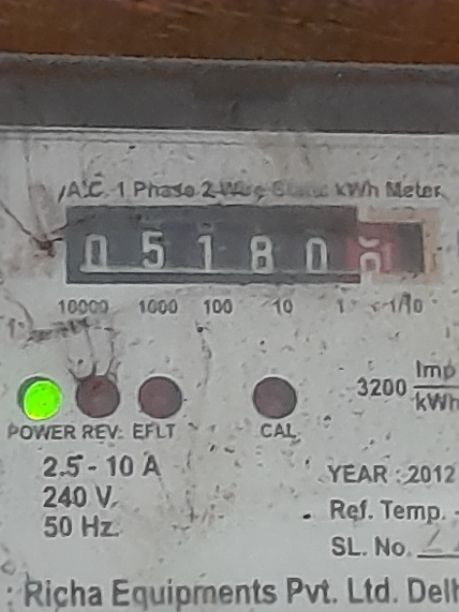 A.C. 1 Phase 2 Wire Static kWh Meter
0 5 1 8 0
10000 1000 100 10 1 1/10
3200 Imp
kWh
POWER REV. EFLT CAL
2.5 - 10 A
240 V.
50 Hz.
YEAR : 2012
Ref. Temp.
SL. No.
Richa Equipments Pvt. Ltd. Delh